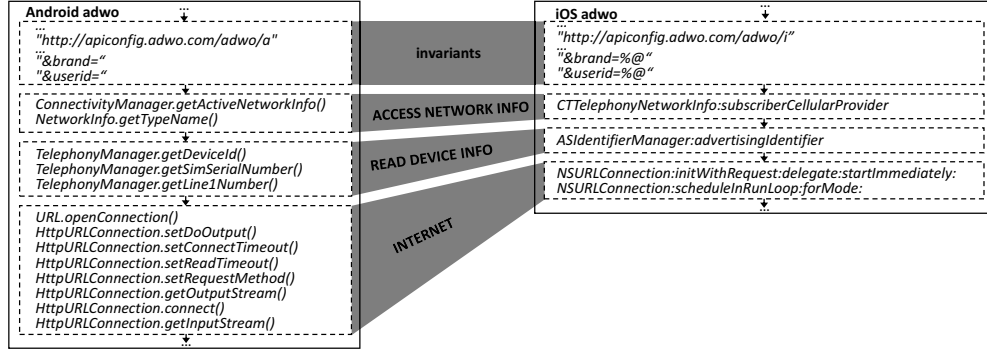 Android adwo
...
...
"http://apiconfig.adwo.com/adwo/a"
...
"&brand=“
"&userid=“
ConnectivityManager.getActiveNetworkInfo()
NetworkInfo.getTypeName()
TelephonyManager.getDeviceId()
TelephonyManager.getSimSerialNumber()
TelephonyManager.getLine1Number()
URL.openConnection()
HttpURLConnection.setDoOutput()
HttpURLConnection.setConnectTimeout()
HttpURLConnection.setReadTimeout()
HttpURLConnection.setRequestMethod()
HttpURLConnection.getOutputStream()
HttpURLConnection.connect()
HttpURLConnection.getInputStream()
...
invariants
ACCESS NETWORK INFO
READ DEVICE INFO
INTERNET
iOS adwo
...
...
"http://apiconfig.adwo.com/adwo/i”
...
"&brand=%@“
"&userid=%@“
CTTelephonyNetworkInfo:subscriberCellularProvider
ASIdentifierManager:advertisingIdentifier
NSURLConnection:initWithRequest:delegate:startImmediately:
NSURLConnection:scheduleInRunLoop:forMode:
...